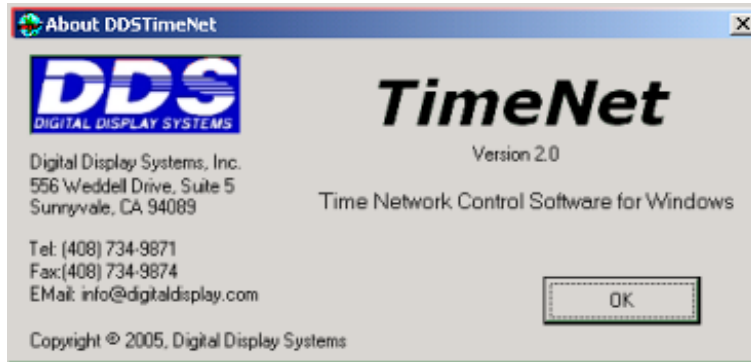 About DDSTimeNet
DDS
DIGITAL DISPLAY SYSTEMS
TimeNet
Version 2.0
Time Network Control Software for Windows
Digital Display Systems, Inc.
556 Weddell Drive, Suite 5
Sunnyvale, CA 94089
Tel: (408) 734-9871
Fax:(408) 734-9874
EMail: info@digitaldisplay.com
OK
Copyright © 2005, Digital Display Systems